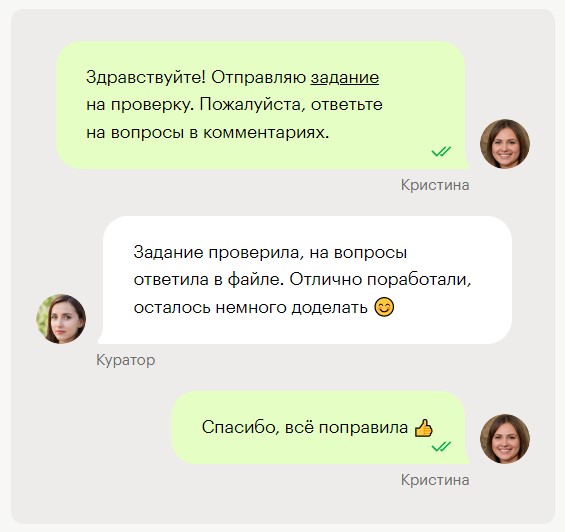 Здравствуйте! Отправляю задание
на проверку. Пожалуйста, ответьте
на вопросы в комментариях.
Кристина
Задание проверила, на вопросы
ответила в файле. Отлично поработали,
осталось немного доделать 😊
Куратор
Спасибо, всё поправила 👍
Кристина